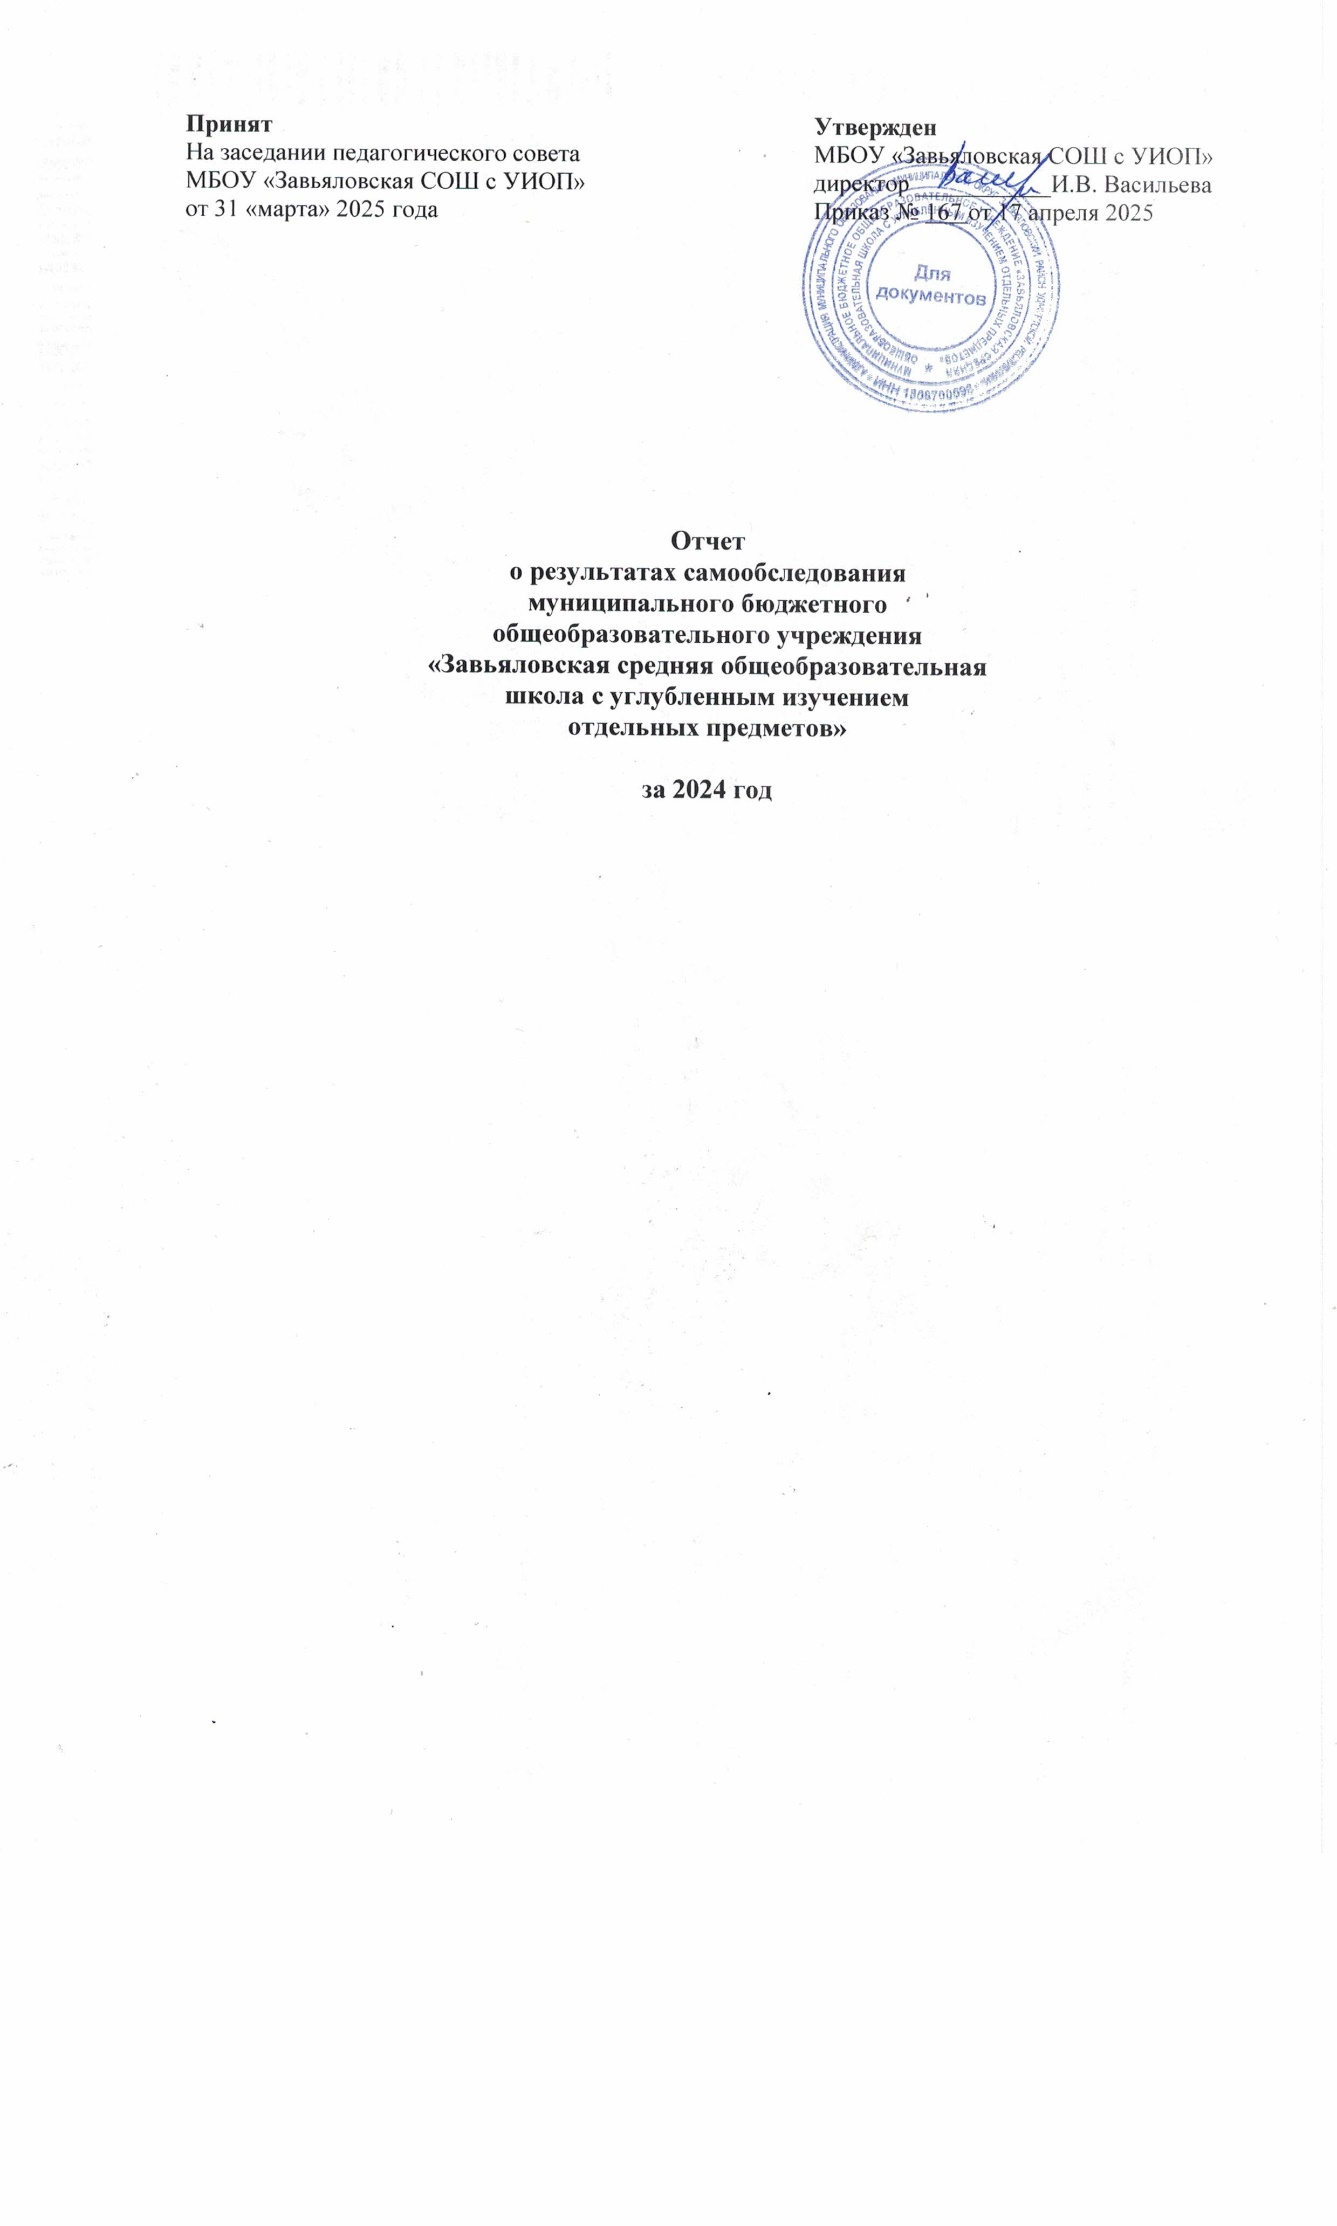 Принят
На заседании педагогического совета
МБОУ «Завьяловская СОШ с УИОП»
от 31 «марта» 2025 года
Утвержден
МБОУ «Завьяловская СОШ с УИОП»
директор И.В. Васильева
Приказ № 167 от 17 апреля 2025
Для
документов
Отчет
о результатах самообследования
муниципального бюджетного
общеобразовательного учреждения
«Завьяловская средняя общеобразовательная
школа с углубленным изучением
отдельных предметов»
за 2024 год